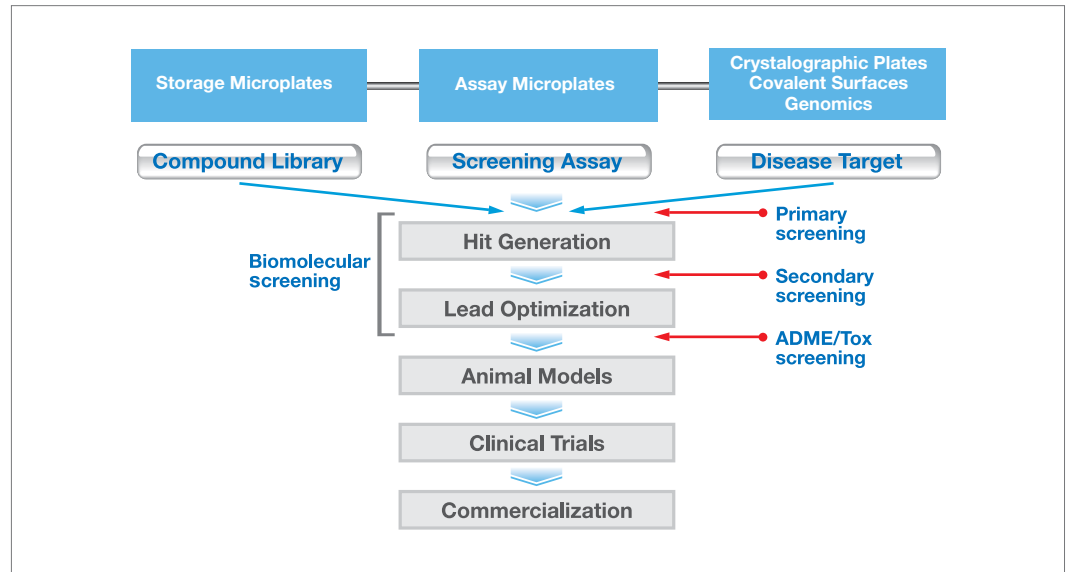 Storage Microplates
Assay Microplates
Crystalographic Plates
Covalent Surfaces
Genomics
Compound Library
Screening Assay
Disease Target
Primary
screening
Hit Generation
Biomolecular
screening
Secondary
screening
Lead Optimization
ADME/Tox
screening
Animal Models
Clinical Trials
Commercialization